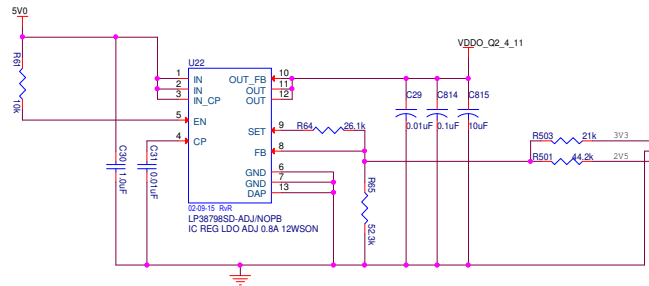 5V0
VDDO_Q2_4_11
U22
R61
10k
1 IN
2 IN
3 IN_CP
5 EN
4 CP
OUT_FB 10
OUT 11
OUT 12
SET 9
FB 8
GND 6
GND 7
DAP 13
R64 26.1k
C29
0.01uF
C814
0.1uF
C815
10uF
R503 21k 3V3
R501 44.2k 2V5
C30 1.0uF
C31 0.01uF
R65
52.3k
02-09-15 RvR
LP38798SD-ADJ/NOPB
IC REG LDO ADJ 0.8A 12WSON